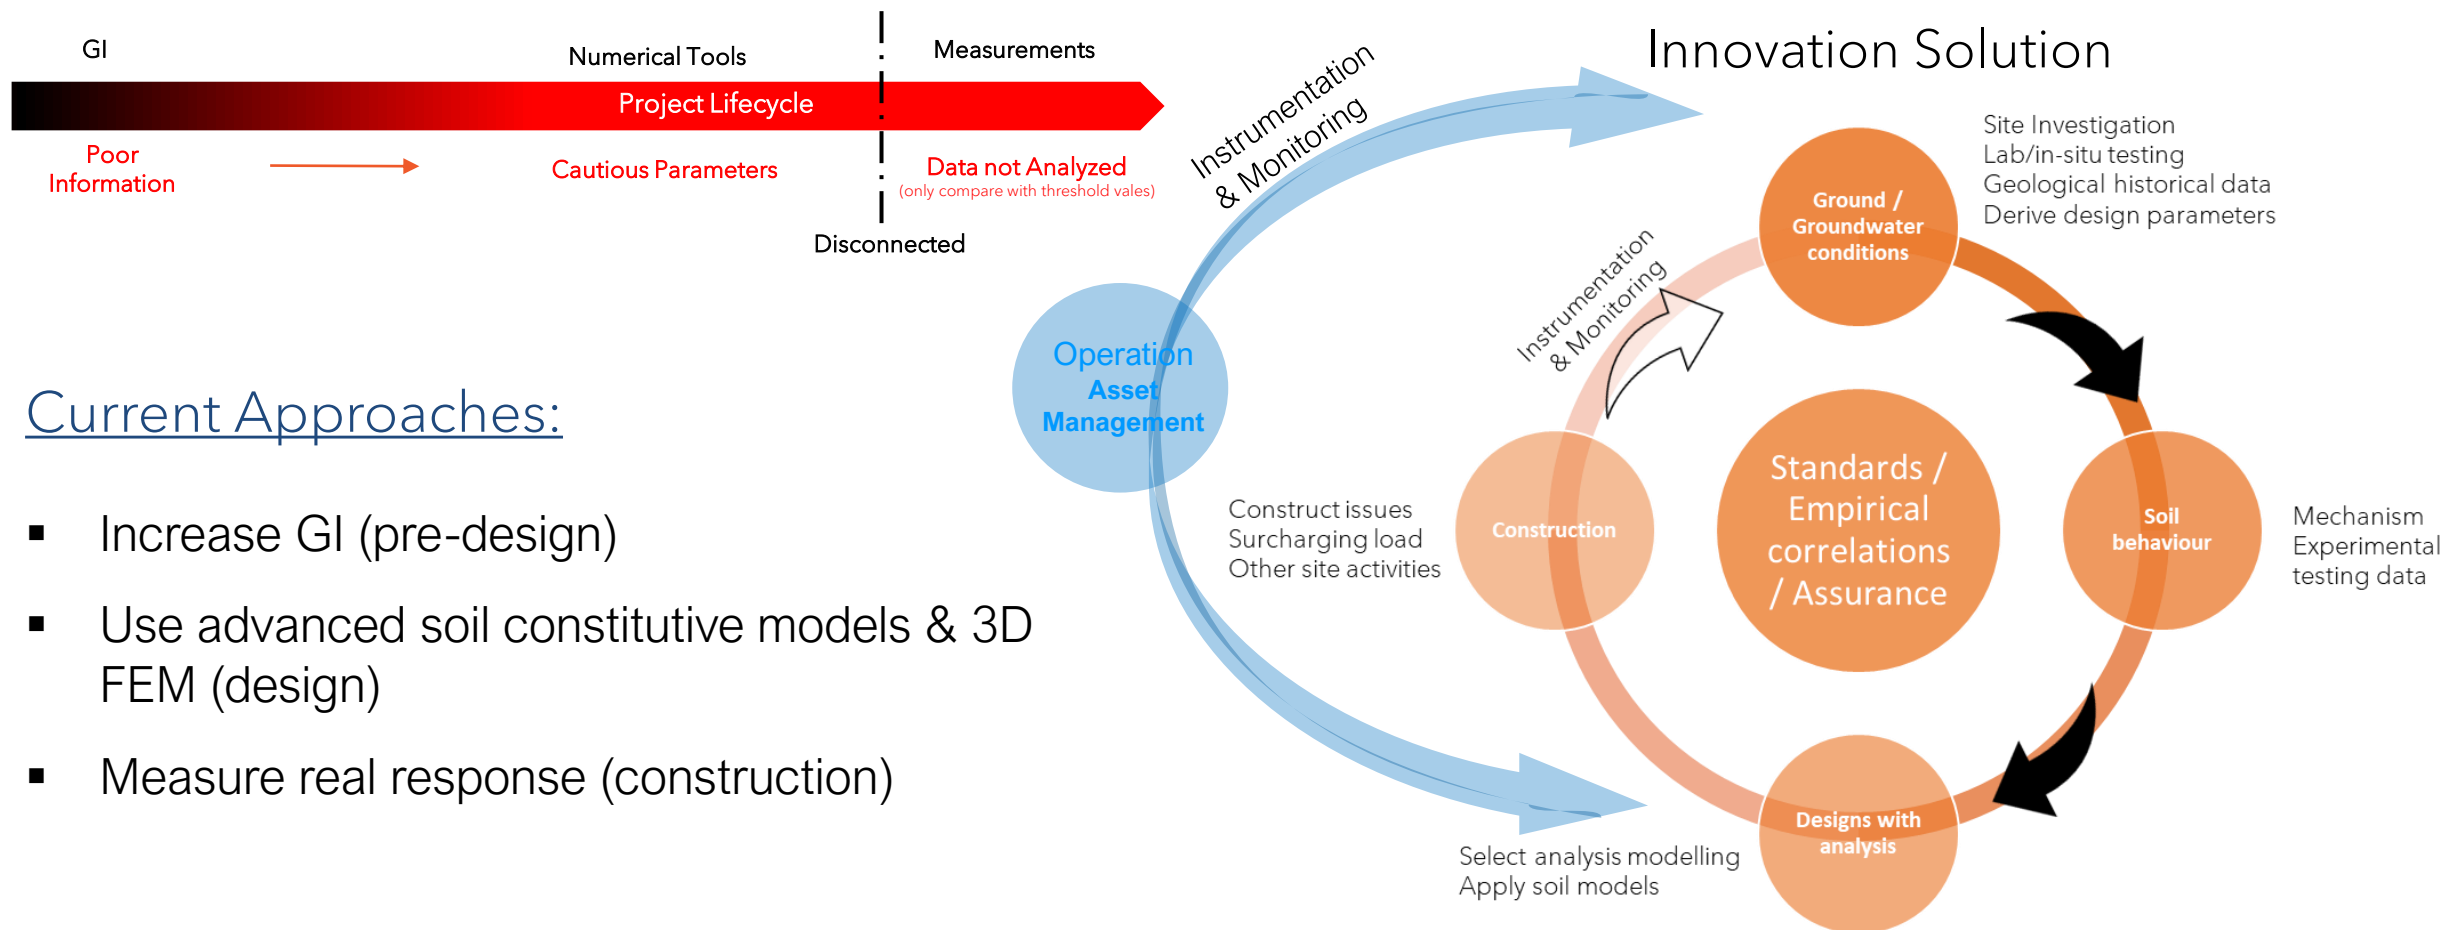 GI
Numerical Tools
Measurements
Project Lifecycle
Poor
Information
Cautious Parameters
Data not Analyzed
(only compare with threshold vales)
Disconnected
Current Approaches:
▪ Increase GI (pre-design)
▪ Use advanced soil constitutive models & 3D
FEM (design)
▪ Measure real response (construction)
Innovation Solution
Instrumentation
& Monitoring
Operation
Asset
Management
Ground /
Groundwater
conditions
Site Investigation
Lab/in-situ testing
Geological historical data
Derive design parameters
Instrumentation
& Monitoring
Construct issues
Surcharging load
Other site activities
Construction
Standards /
Empirical
correlations
/ Assurance
Soil
behaviour
Mechanism
Experimental
testing data
Designs with
analysis
Select analysis modelling
Apply soil models